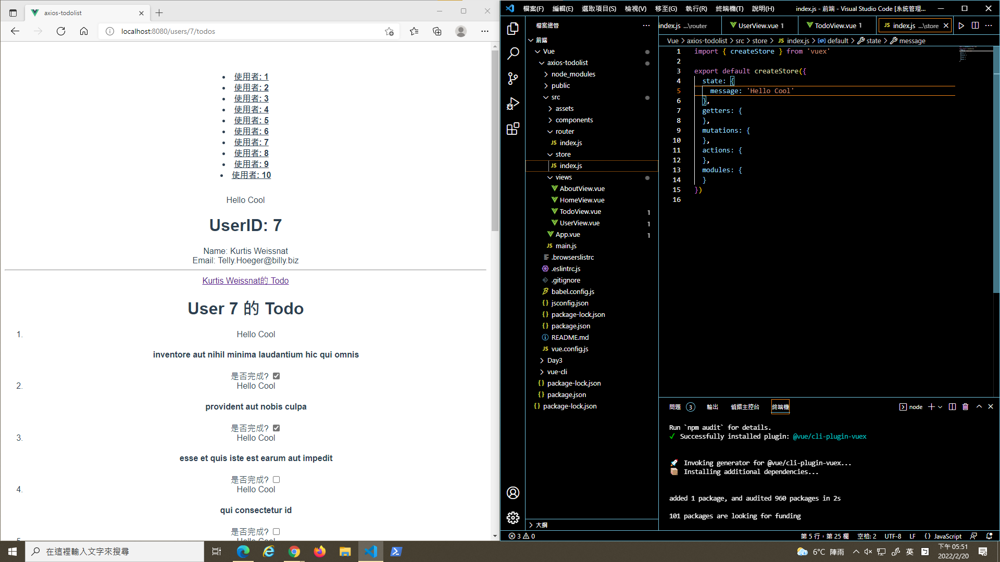 axios-todolist
localhost:8080/users/7/todos
使用者: 1
使用者: 2
使用者: 3
使用者: 4
使用者: 5
使用者: 6
使用者: 7
使用者: 8
使用者: 9
使用者: 10
Hello Cool
UserID: 7
Name: Kurtis Weissnat
Email: Telly.Hoeger@billy.biz
Kurtis Weissnat的 Todo
User 7 的 Todo
1. Hello Cool
inventore aut nihil minima laudantium hic qui omnis
是否完成?
2. Hello Cool
provident aut nobis culpa
是否完成?
3. Hello Cool
esse et quis iste est earum aut impedit
是否完成?
4. Hello Cool
qui consectetur id
是否完成?
檔案(F) 編輯(E) 選取項目(S) 檢視(V) 移至(G) 執行(R) 終端機(T) 說明(H) index.js - 前端 - Visual Studio Code [系統管理...
檔案總管
前端
Vue
axios-todolist
node_modules
public
src
assets
components
router
JS index.js
store
JS index.js
views
AboutView.vue
HomeView.vue
TodoView.vue 1
UserView.vue 1
App.vue 1
JS main.js
.browserslistrc
.eslintrc.js
.gitignore
babel.config.js
{} jsconfig.json
{} package-lock.json
{} package.json
README.md
JS vue.config.js
Day3
vue-cli
{} package-lock.json
{} package.json
{} package-lock.json
大綱
index.js ...\router UserView.vue 1 TodoView.vue 1 JS index.js ...\store
Vue > axios-todolist > src > store > JS index.js > default > state > message
1 import { createStore } from 'vuex'
2
3 export default createStore({
4 state: {
5 message: 'Hello Cool'
6 },
7 getters: {
8 },
9 mutations: {
10 },
11 actions: {
12 },
13 modules: {
14 }
15 })
16
問題 3 輸出 偵錯主控台 終端機 node
Run `npm audit` for details.
✓ Successfully installed plugin: @vue/cli-plugin-vuex
🚀 Invoking generator for @vue/cli-plugin-vuex...
📦 Installing additional dependencies...
added 1 package, and audited 960 packages in 2s
101 packages are looking for funding
3 0 第 5 行，第 25 欄 空格: 2 UTF-8 LF {} JavaScript
在這裡輸入文字來搜尋
6°C 陣雨 英 下午 05:51
2022/2/20